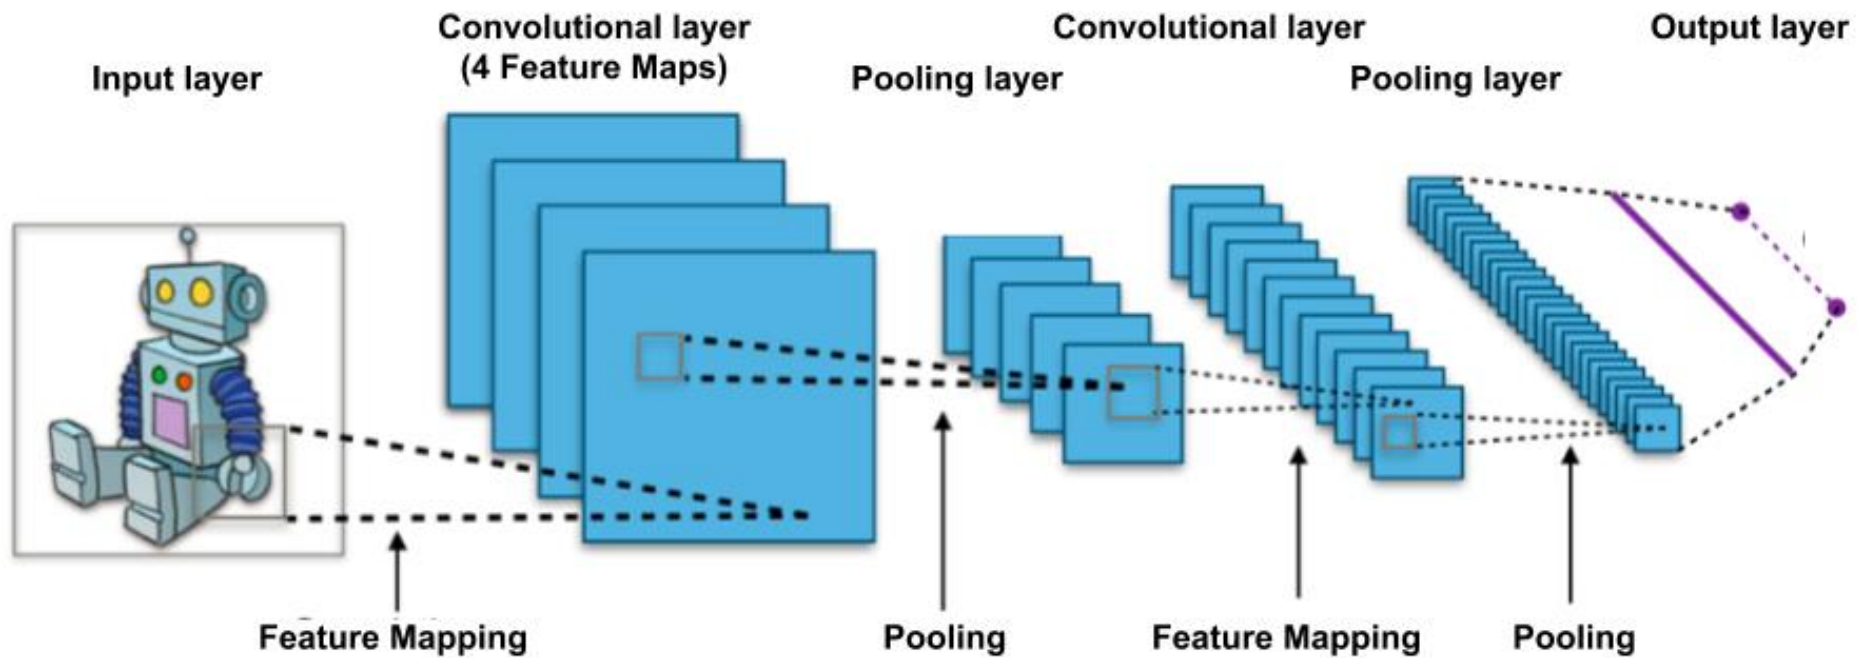 Input layer
Convolutional layer
(4 Feature Maps)
Pooling layer
Convolutional layer
Pooling layer
Output layer
Feature Mapping
Pooling
Feature Mapping
Pooling